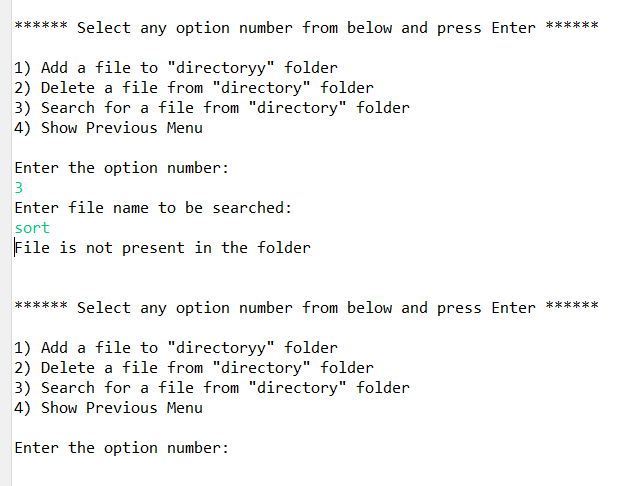 ****** Select any option number from below and press Enter ******
1) Add a file to "directoryy" folder
2) Delete a file from "directory" folder
3) Search for a file from "directory" folder
4) Show Previous Menu
Enter the option number:
3
Enter file name to be searched:
sort
File is not present in the folder
****** Select any option number from below and press Enter ******
1) Add a file to "directoryy" folder
2) Delete a file from "directory" folder
3) Search for a file from "directory" folder
4) Show Previous Menu
Enter the option number: